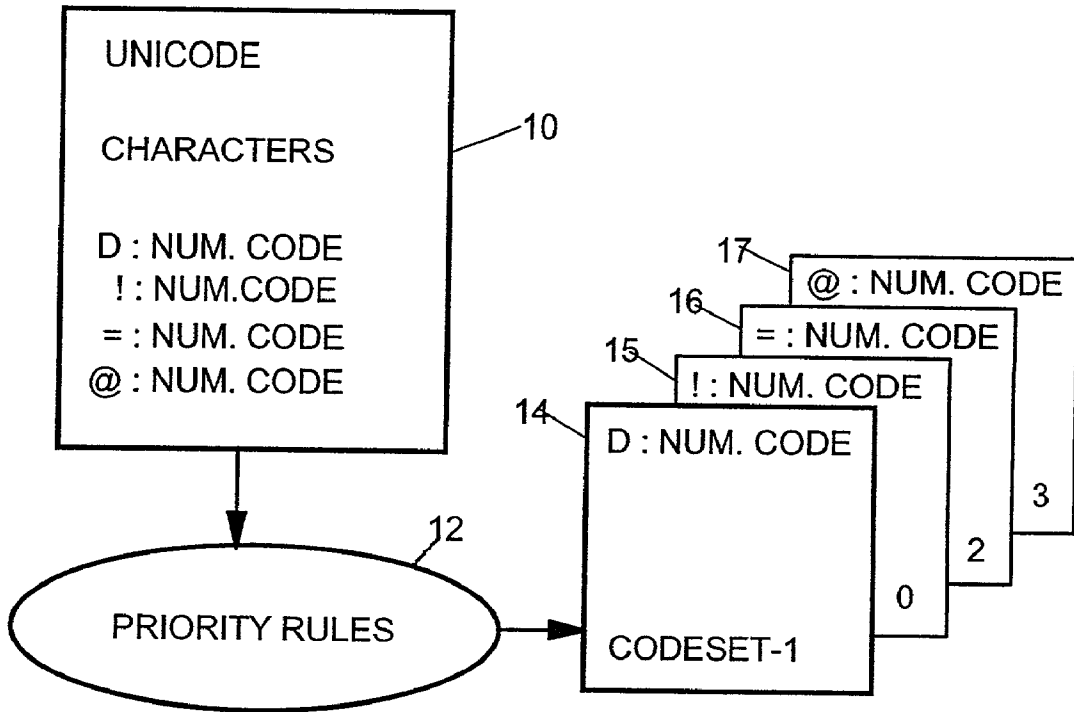 UNICODE
CHARACTERS
D : NUM. CODE
! : NUM.CODE
= : NUM. CODE
@ : NUM. CODE
10
12
PRIORITY RULES
17
@ : NUM. CODE
3
16
= : NUM. CODE
2
15
! : NUM. CODE
0
14
D : NUM. CODE
CODESET-1